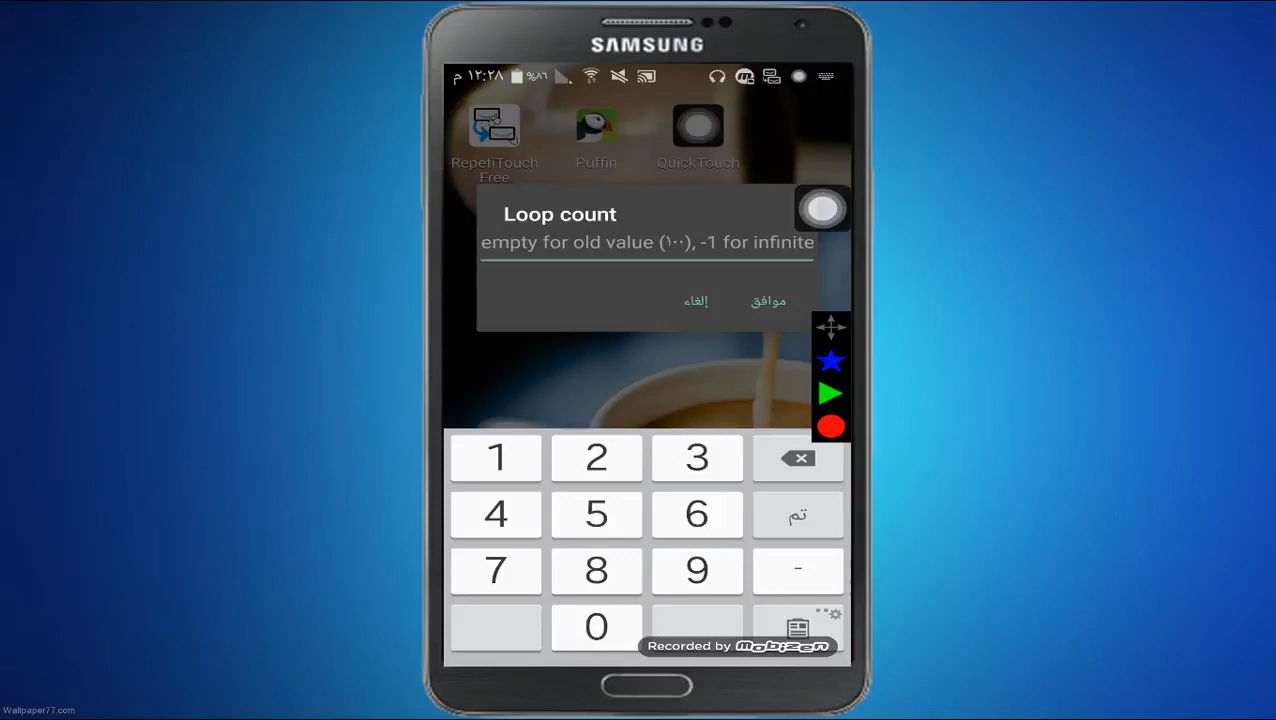 SAMSUNG
م ١٢:٢٨ %٨٦
RepetiTouch
Free
Puffin
QuickTouch
Loop count
empty for old value (١٠٠), -1 for infinite
إلغاء
موافق
1 2 3
4 5 6 تم
7 8 9 -
0
Recorded by mobizen
Wallpaper77.com